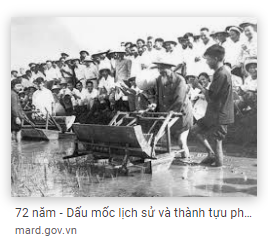 72 năm - Dấu mốc lịch sử và thành tựu ph...
mard.gov.vn